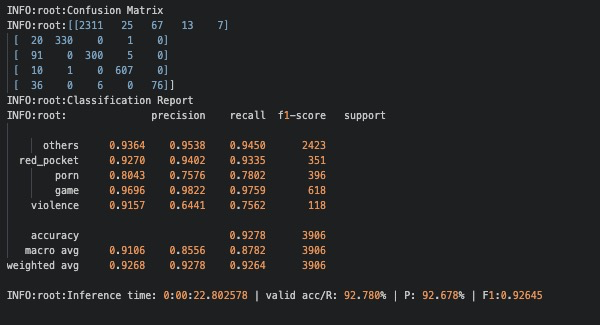 INFO:root:Confusion Matrix
INFO:root:[[2311 25 67 13 7]
[ 20 330 0 1 0]
[ 91 0 300 5 0]
[ 10 1 0 607 0]
[ 36 0 6 0 76]]
INFO:root:Classification Report
INFO:root: precision recall f1-score support
others 0.9364 0.9538 0.9450 2423
red_pocket 0.9270 0.9402 0.9335 351
porn 0.8043 0.7576 0.7802 396
game 0.9696 0.9822 0.9759 618
violence 0.9157 0.6441 0.7562 118
accuracy 0.9278 3906
macro avg 0.9106 0.8556 0.8782 3906
weighted avg 0.9268 0.9278 0.9264 3906
INFO:root:Inference time: 0:00:22.802578 | valid acc/R: 92.780% | P: 92.678% | F1:0.92645